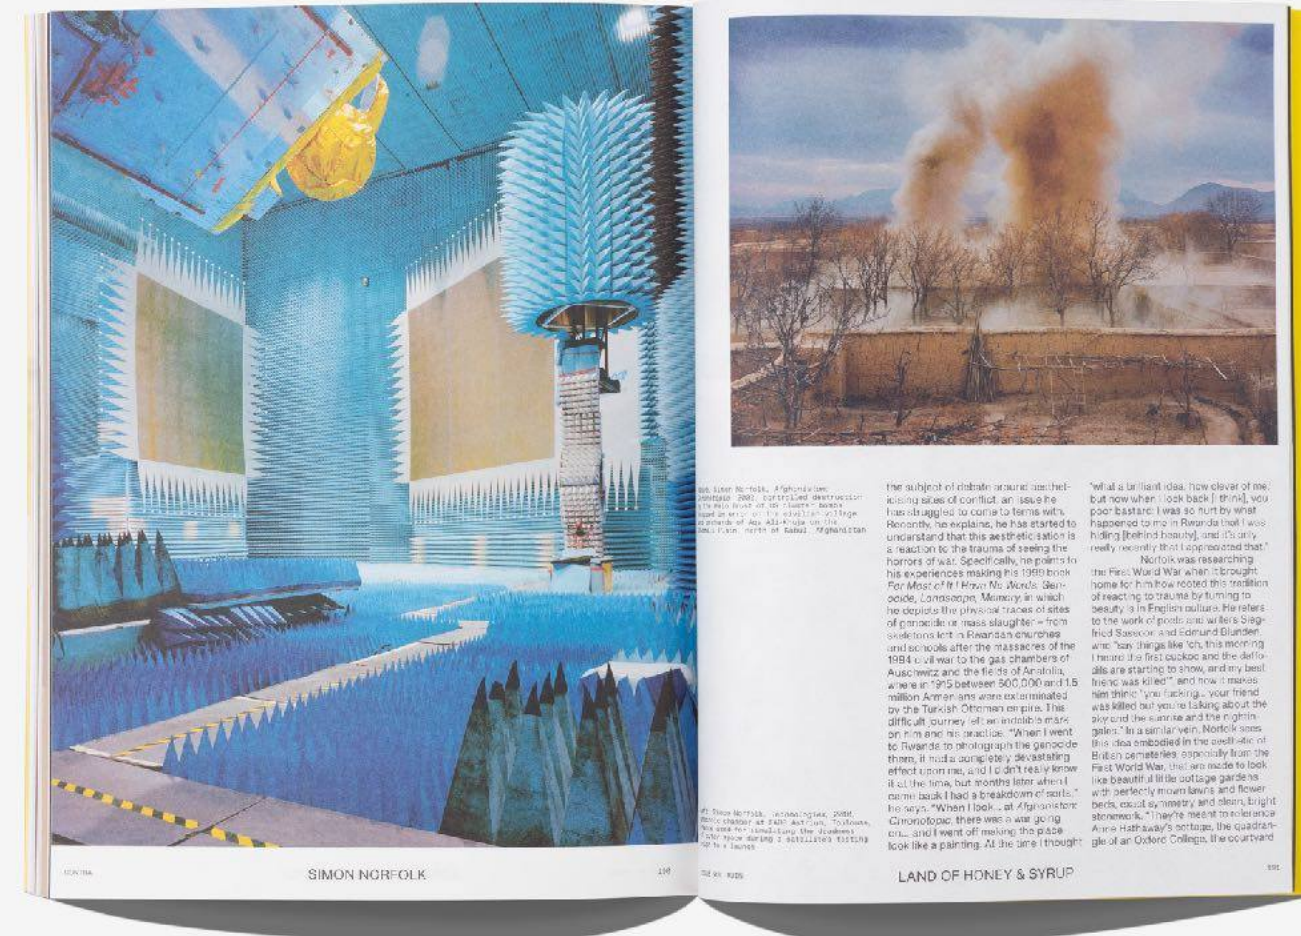 SIMON NORFOLK
190
Simon Norfolk, Afghanistan:
2002, controlled destruction
the subject of debate around aesthet-
icising sites of conflict, an issue he
has struggled to come to terms with.
Recently, he explains, he has started to
understand that this aestheticisation is
a reaction to the trauma of seeing the
horrors of war. Specifically, he points to
his experiences making his 1999 book
For Most of It I Have No Words: Gen-
ocide, Landscape, Memory, in which
he depicts the physical traces of sites
of genocide or mass slaughter – from
skeletons left in Rwandan churches
and schools after the massacres of the
1994 civil war to the gas chambers of
Auschwitz and the fields of Anatolia,
where in 1915 between 600,000 and 1.5
million Armenians were exterminated
by the Turkish Ottoman empire. This
difficult journey left an indelible mark
on him and his practice. "When I went
to Rwanda to photograph the genocide
there, it had a completely devastating
effect upon me, and I didn't really know
it at the time, but months later when I
came back I had a breakdown of sorts,"
he says. "When I look... at Afghanistan:
Chronotopia, there was a war going
on... and I went off making the place
look like a painting. At the time I thought
"what a brilliant idea, how clever of me,
but now when I look back [I think], you
poor bastard: I was so hurt by what
happened to me in Rwanda that I was
hiding [behind beauty], and it's only
really recently that I appreciated that."
Norfolk was researching
the First World War when it brought
home for him how rooted this tradition
of reacting to trauma by turning to
beauty is in English culture. He refers
to the work of poets and writers Sieg-
fried Sassoon and Edmund Blunden,
who "say things like 'oh, this morning
I heard the first cuckoo and the daffo-
dils are starting to show, and my best
friend was killed'", and how it makes
him think "you fucking... your friend
was killed but you're talking about the
sky and the sunrise and the nightin-
gales." In a similar vein, Norfolk sees
this idea embodied in the aesthetic of
British cemeteries, especially from the
First World War, that are made to look
like beautiful little cottage gardens
with perfectly mown lawns and flower
beds, exact symmetry and clean, bright
stonework. "They're meant to reference
Anne Hathaway's cottage, the quadran-
gle of an Oxford College, the courtyard
LAND OF HONEY & SYRUP